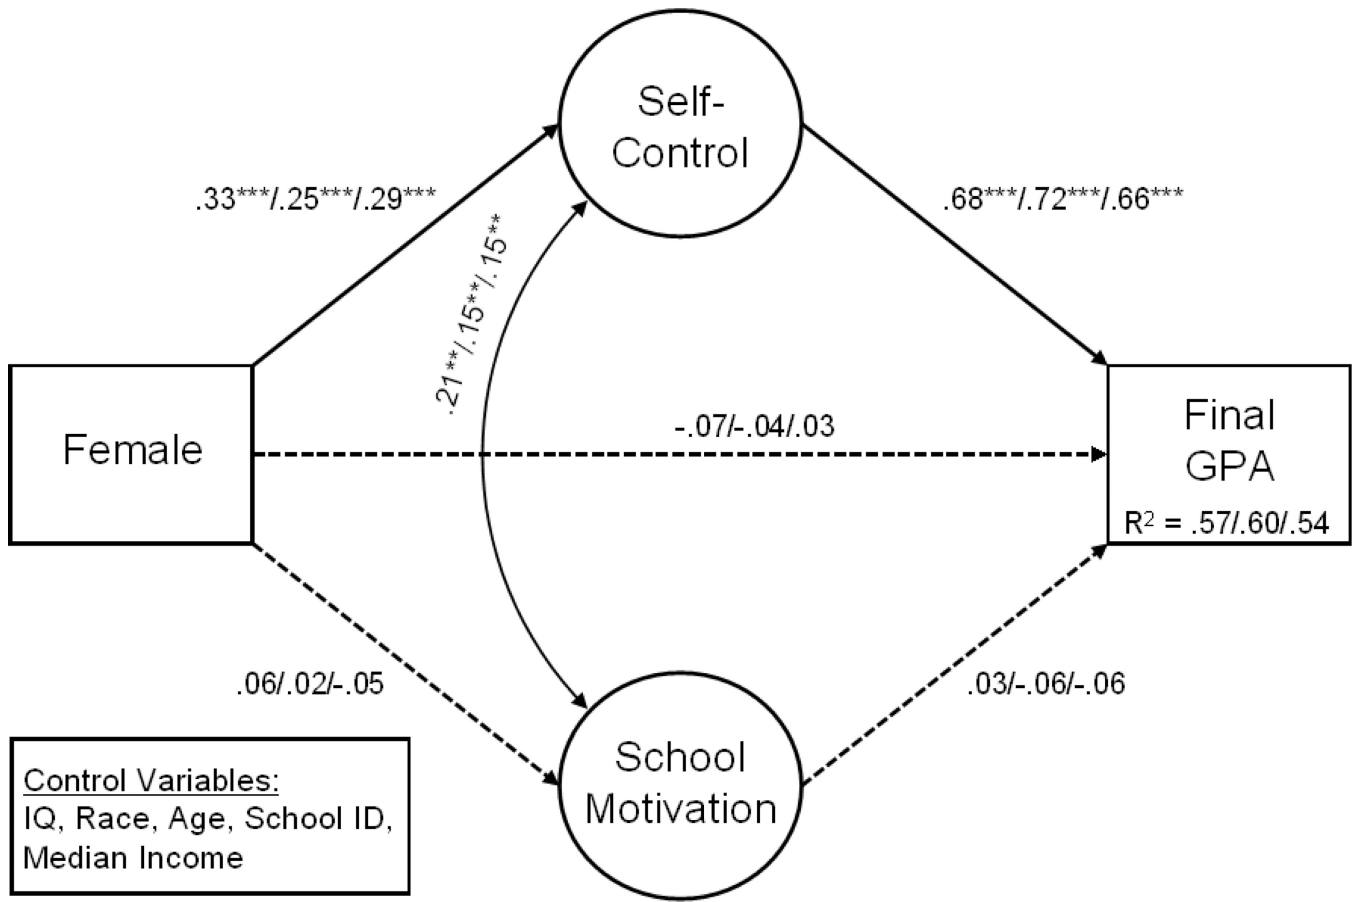 Self-
Control
.33***/.25***/.29***
.68***/.72***/.66***
.21**/.15**/.15**
Female
-.07/-.04/.03
Final
GPA
R² = .57/.60/.54
.06/.02/-.05
.03/-.06/-.06
School
Motivation
Control Variables:
IQ, Race, Age, School ID,
Median Income